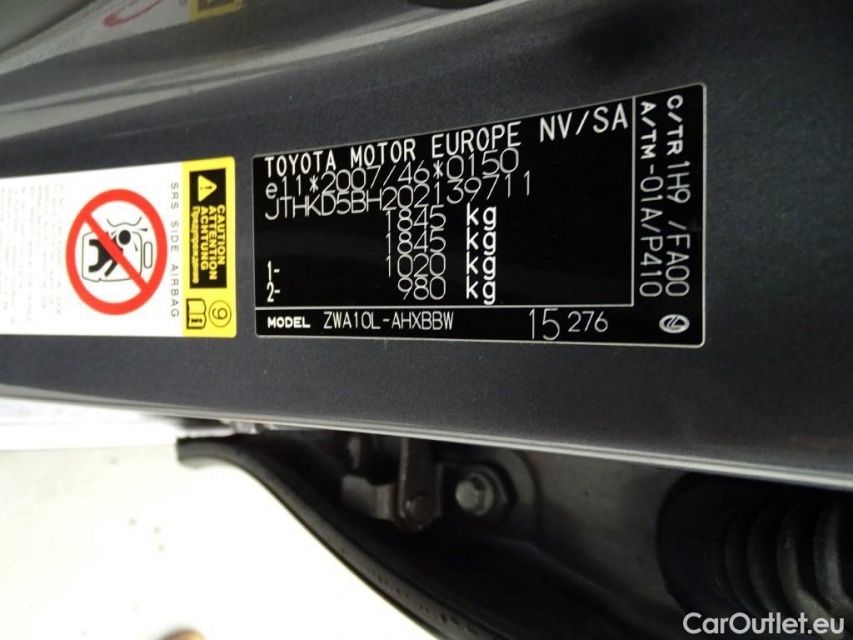 TOYOTA MOTOR EUROPE NV/SA
e11*2007/46*0150
JTHKD5BH202139711
1845 kg
1845 kg
1- 1020 kg
2- 980 kg
C/TR 1H9 /FA00
A/TM -01A/P410
MODEL ZWA10L-AHXBBW 15 276
CAUTION
ATTENTION
ACHTUNG
9
SRS SIDE AIRBAG
CarOutlet.eu